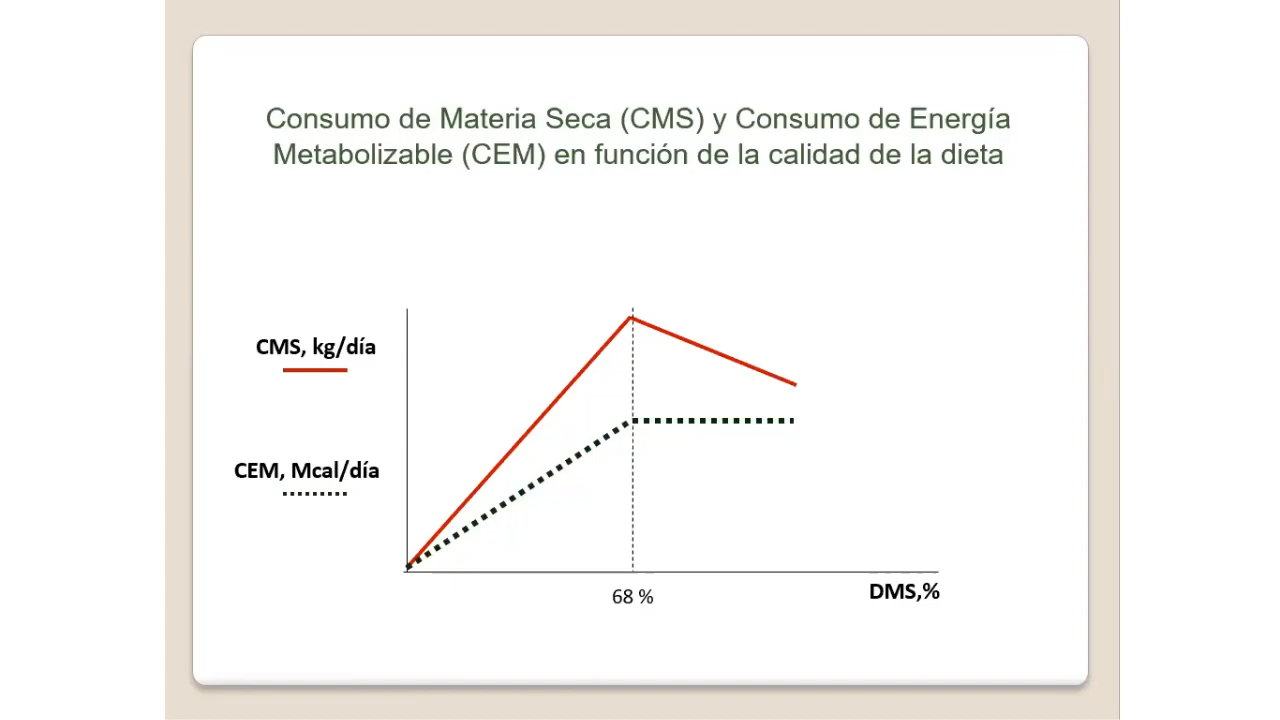 Consumo de Materia Seca (CMS) y Consumo de Energía
Metabolizable (CEM) en función de la calidad de la dieta
CMS, kg/día
CEM, Mcal/día
68 %
DMS,%